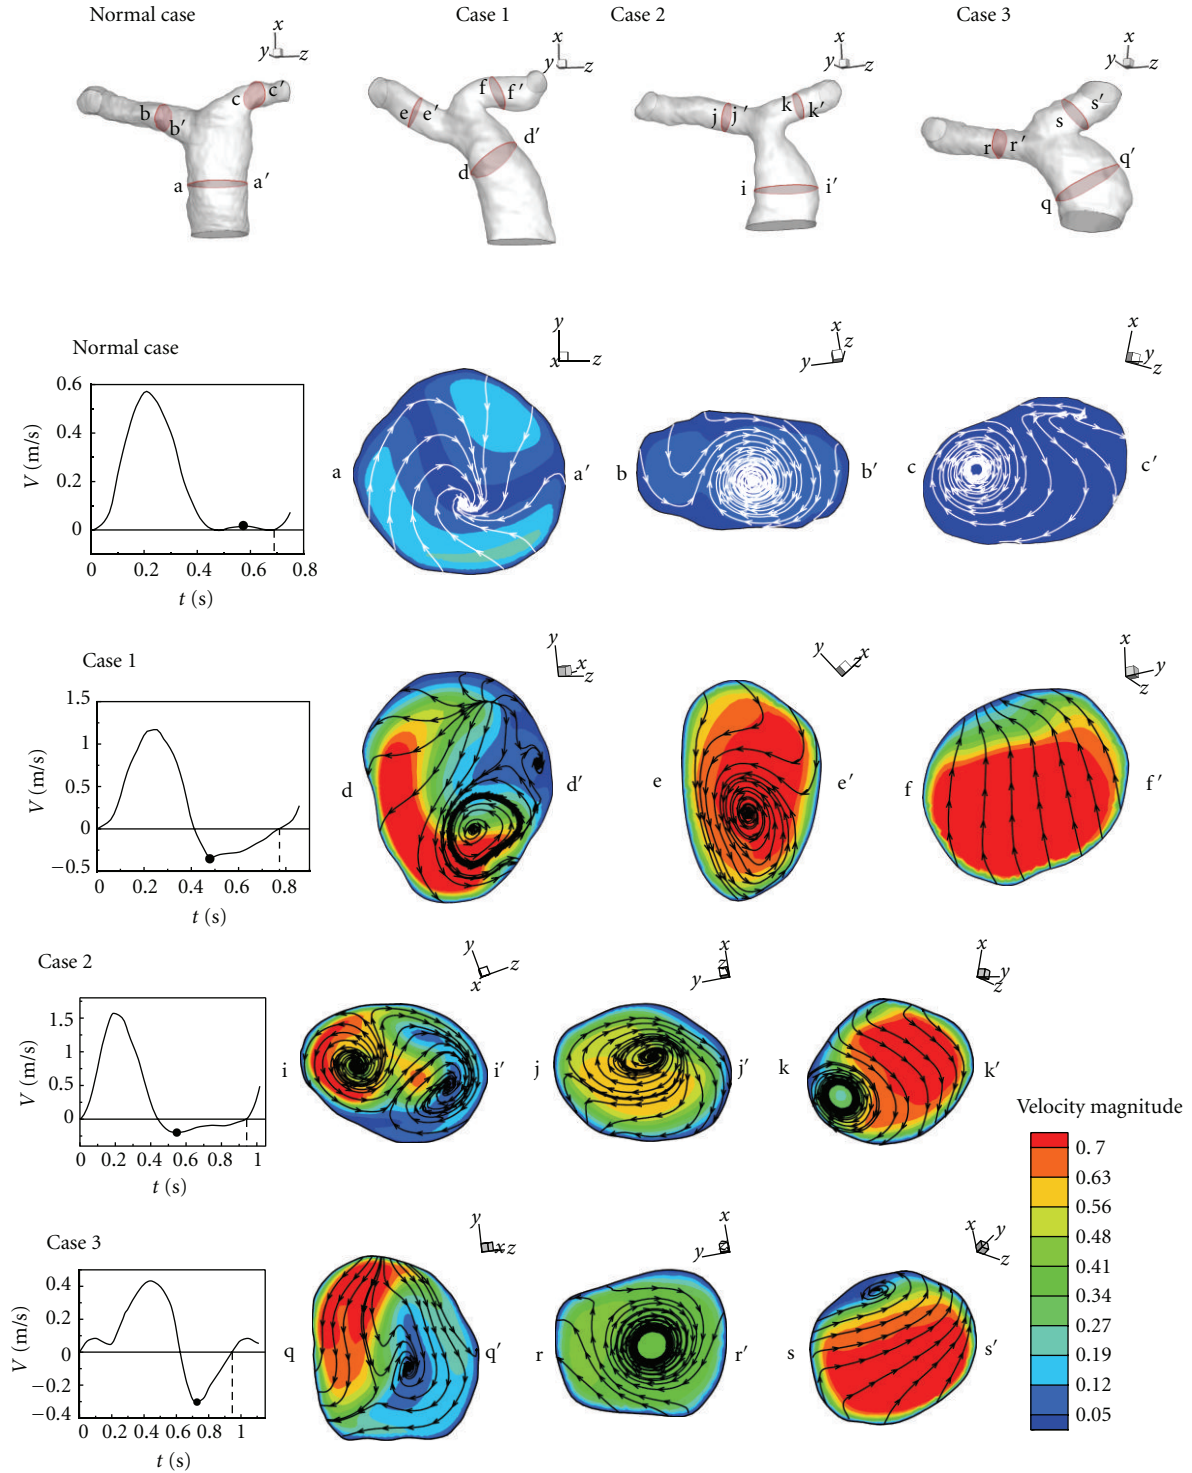 Normal case Case 1 Case 2 Case 3
x y z x y z x y z x y z
b b′ c c′ a a′
e e′ f f′ d d′
j j′ k k′ i i′
r r′ s s′ q q′
Normal case
V (m/s)
0.6
0.4
0.2
0
0 0.2 0.4 0.6 0.8
t (s)
y x z
a a′
x z y
b b′
x y z
c c′
Case 1
V (m/s)
1.5
1
0.5
0
−0.5
0 0.2 0.4 0.6 0.8
t (s)
y x z
d d′
y z x
e e′
x y z
f f′
Case 2
V (m/s)
1.5
1
0.5
0
0 0.2 0.4 0.6 0.8 1
t (s)
y z x
i i′
x z y
j j′
x y z
k k′
Case 3
V (m/s)
0.4
0.2
0
−0.2
−0.4
0 0.2 0.4 0.6 0.8 1
t (s)
y x z
q q′
x z y
r r′
x y z
s s′
Velocity magnitude
0.7
0.63
0.56
0.48
0.41
0.34
0.27
0.19
0.12
0.05